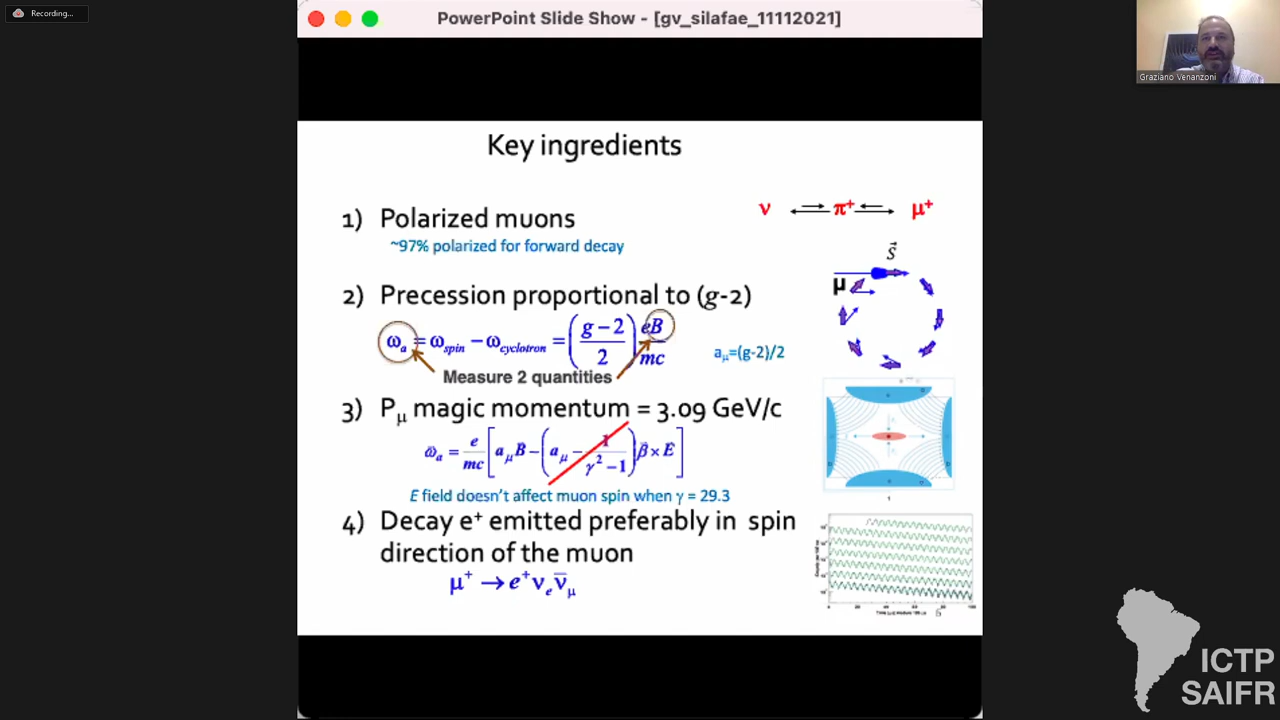 Recording...
PowerPoint Slide Show - [gv_silafae_11112021]
Graziano Venanzoni
Key ingredients
1) Polarized muons
~97% polarized for forward decay
ν π⁺ μ⁺
S⃗
μ
2) Precession proportional to (g-2)
ωₐ = ω_spin − ω_cyclotron = ((g − 2)/2) eB/mc
aμ=(g-2)/2
Measure 2 quantities
3) Pμ magic momentum = 3.09 GeV/c
ω⃗ₐ = e/mc [aμB⃗ − (aμ − 1/(γ² − 1)) β⃗ × E⃗]
E field doesn't affect muon spin when γ = 29.3
4) Decay e⁺ emitted preferably in spin
direction of the muon
μ⁺ → e⁺νₑν̄μ
ICTP
SAIFR